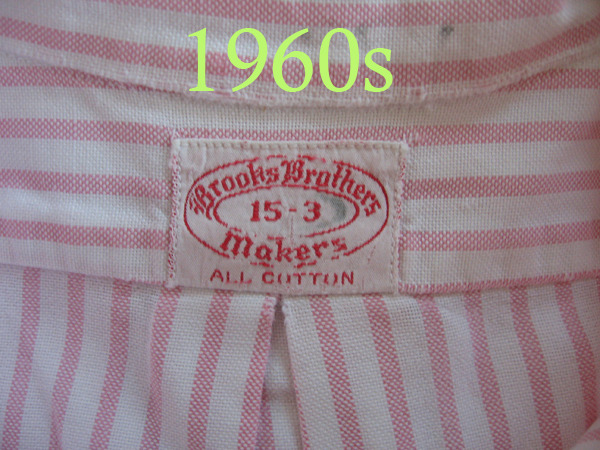 1960s
Brooks Brothers
15-3
Makers
ALL COTTON